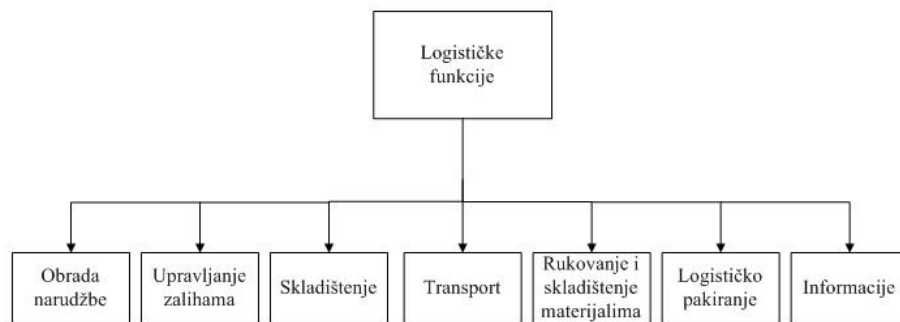 Logističke
funkcije
Obrada
narudžbe
Upravljanje
zalihama
Skladištenje
Transport
Rukovanje i
skladištenje
materijalima
Logističko
pakiranje
Informacije